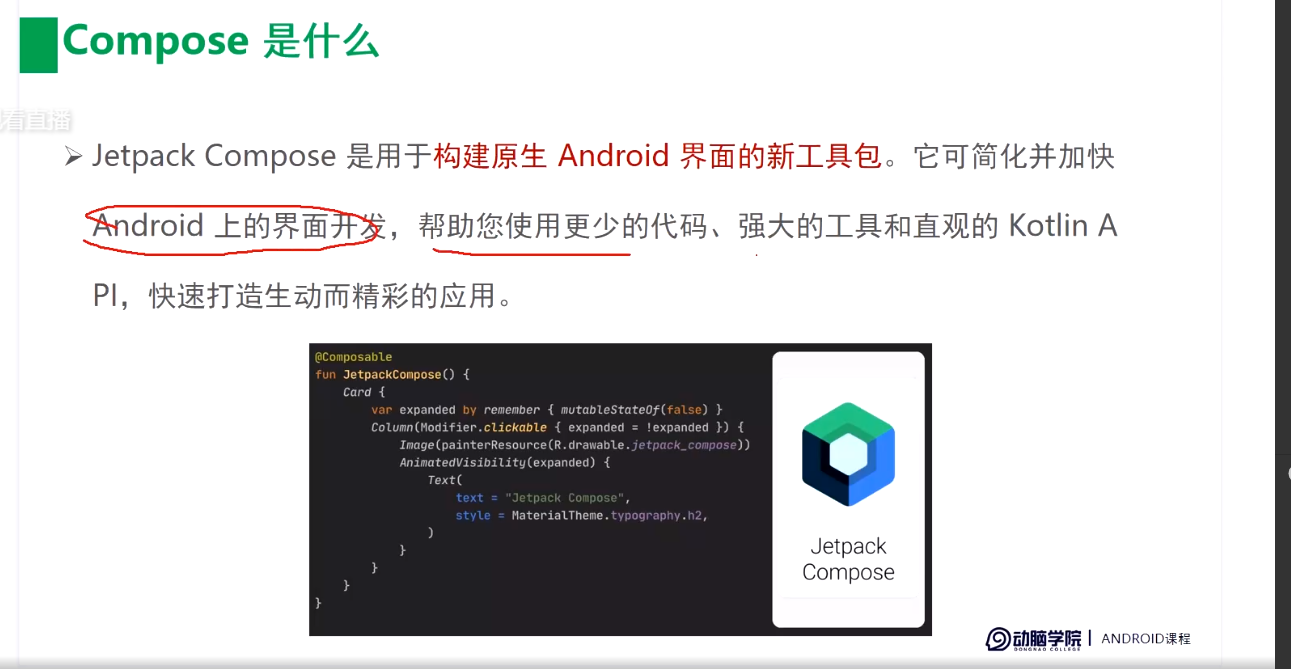 Compose 是什么
看直播
Jetpack Compose 是用于构建原生 Android 界面的新工具包。它可简化并加快
Android 上的界面开发，帮助您使用更少的代码、强大的工具和直观的 Kotlin A
PI，快速打造生动而精彩的应用。
@Composable
fun JetpackCompose() {
Card {
var expanded by remember { mutableStateOf(false) }
Column(Modifier.clickable { expanded = !expanded }) {
Image(painterResource(R.drawable.jetpack_compose))
AnimatedVisibility(expanded) {
Text(
text = "Jetpack Compose",
style = MaterialTheme.typography.h2,
)
}
}
}
}
Jetpack
Compose
动脑学院 | ANDROID课程
DONGNAO COLLEGE